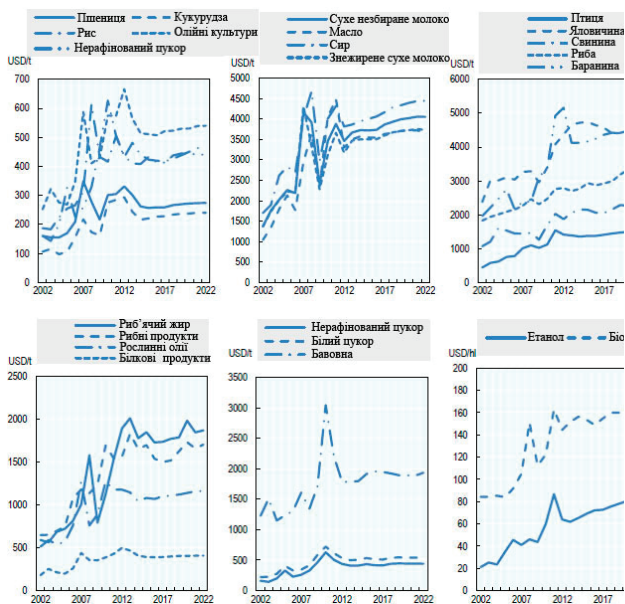 Пшениця Кукурудза
Рис Олійні культури
Нерафінований цукор
USD/t
700
600
500
400
300
200
100
0
2002 2007 2012 2017 2022
Сухе незбиране молоко
Масло
Сир
Знежирене сухе молоко
USD/t
5000
4500
4000
3500
3000
2500
2000
1500
1000
500
0
2002 2007 2012 2017 2022
Птиця
Яловичина
Свинина
Риба
Баранина
USD/t
6000
5000
4000
3000
2000
1000
0
2002 2007 2012 2017
Риб’ячий жир
Рибні продукти
Рослинні олії
Білкові продукти
USD/t
2500
2000
1500
1000
500
0
2002 2007 2012 2017 2022
Нерафінований цукор
Білий цукор
Бавовна
USD/t
3500
3000
2500
2000
1500
1000
500
0
2002 2007 2012 2017 2022
Етанол Біо
USD/hl
200
180
160
140
120
100
80
60
40
20
0
2002 2007 2012 2017